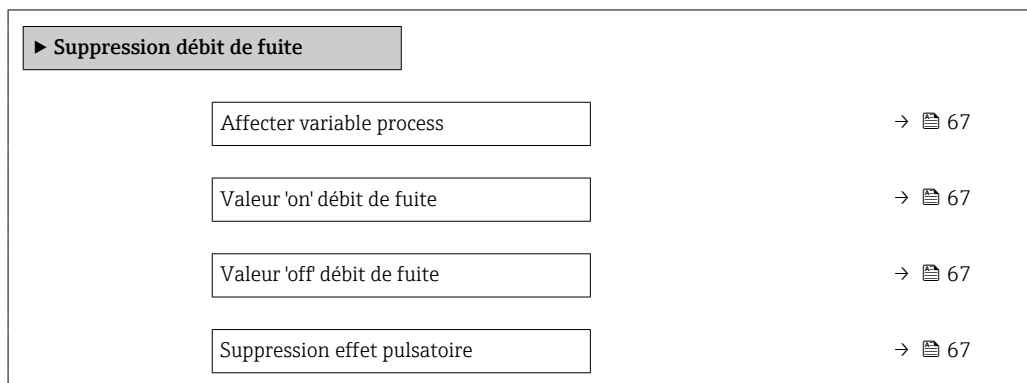 ► Suppression débit de fuite
Affecter variable process → 67
Valeur 'on' débit de fuite → 67
Valeur 'off' débit de fuite → 67
Suppression effet pulsatoire → 67